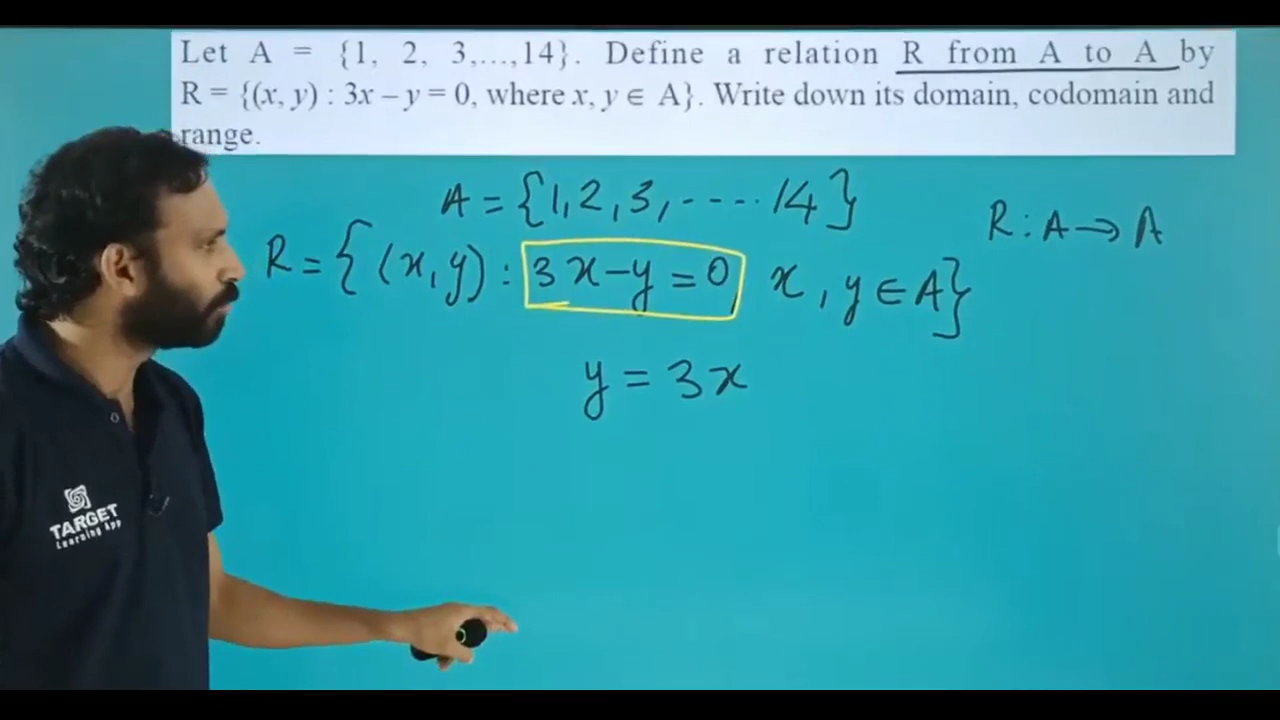 Let A = {1, 2, 3,...,14}. Define a relation R from A to A by
R = {(x, y) : 3x – y = 0, where x, y ∈ A}. Write down its domain, codomain and
range.
A = {1, 2, 3, ---- 14}
R : A → A
R = {(x, y) : 3x – y = 0, x, y ∈ A}
y = 3x
TARGET
Learning App